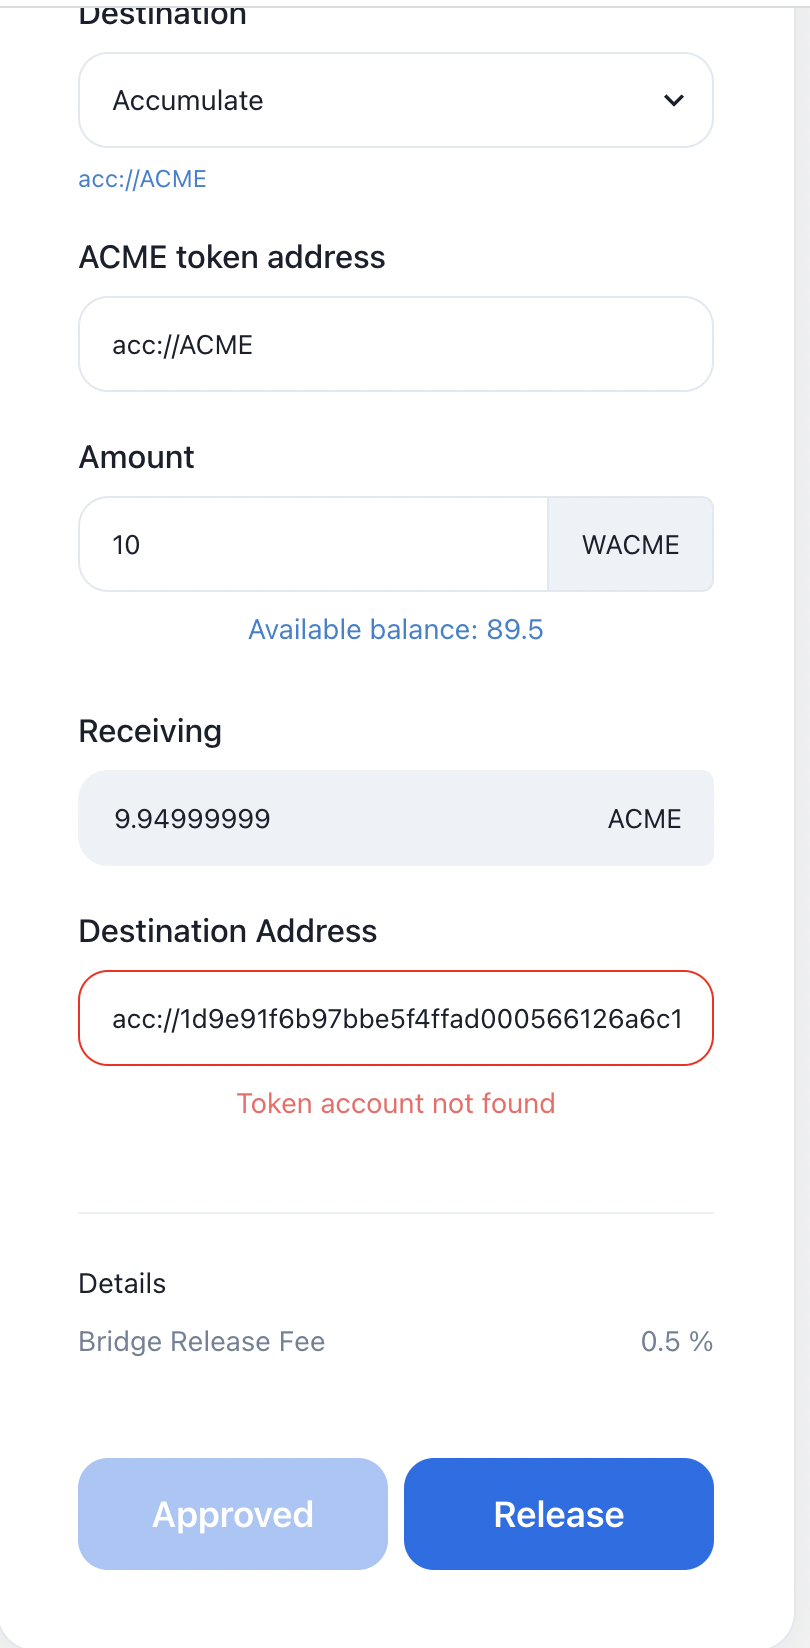 Destination
Accumulate
acc://ACME
ACME token address
acc://ACME
Amount
10
WACME
Available balance: 89.5
Receiving
9.94999999
ACME
Destination Address
acc://1d9e91f6b97bbe5f4ffad000566126a6c1
Token account not found
Details
Bridge Release Fee
0.5 %
Approved
Release